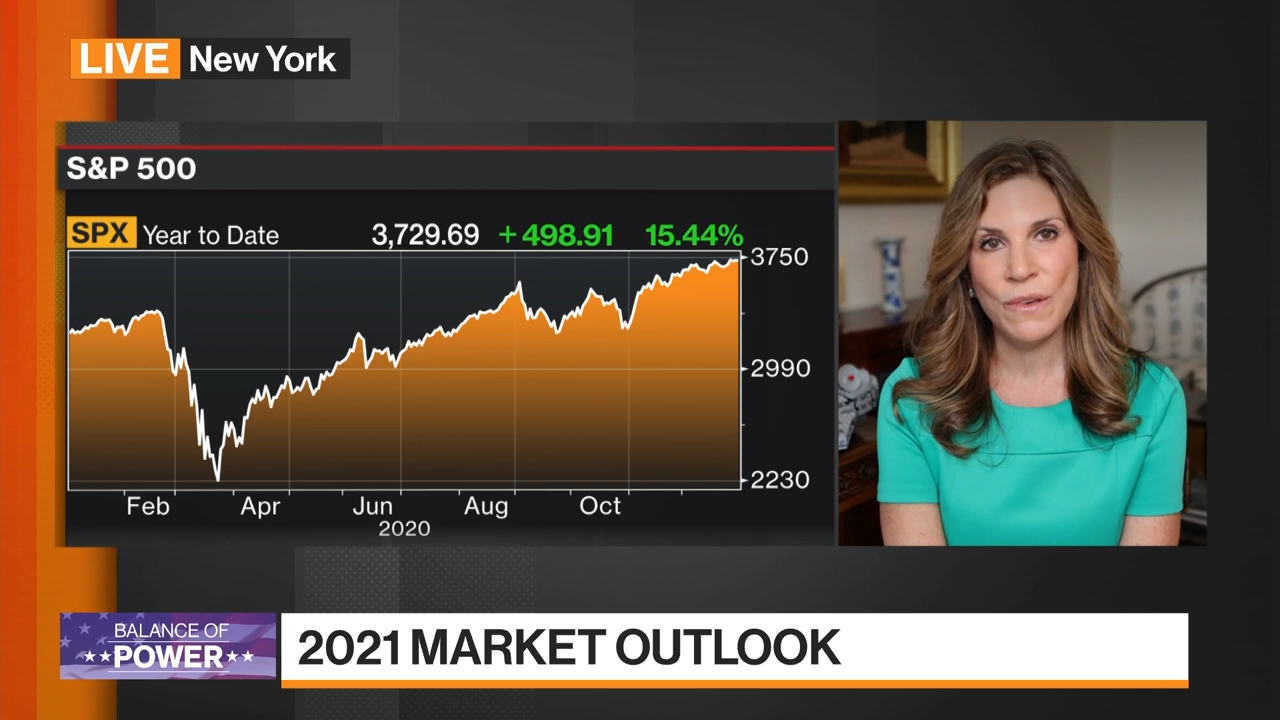 LIVE New York
S&P 500
SPX Year to Date 3,729.69 +498.91 15.44%
3750
2990
2230
Feb Apr Jun Aug Oct
2020
BALANCE OF
POWER
2021 MARKET OUTLOOK